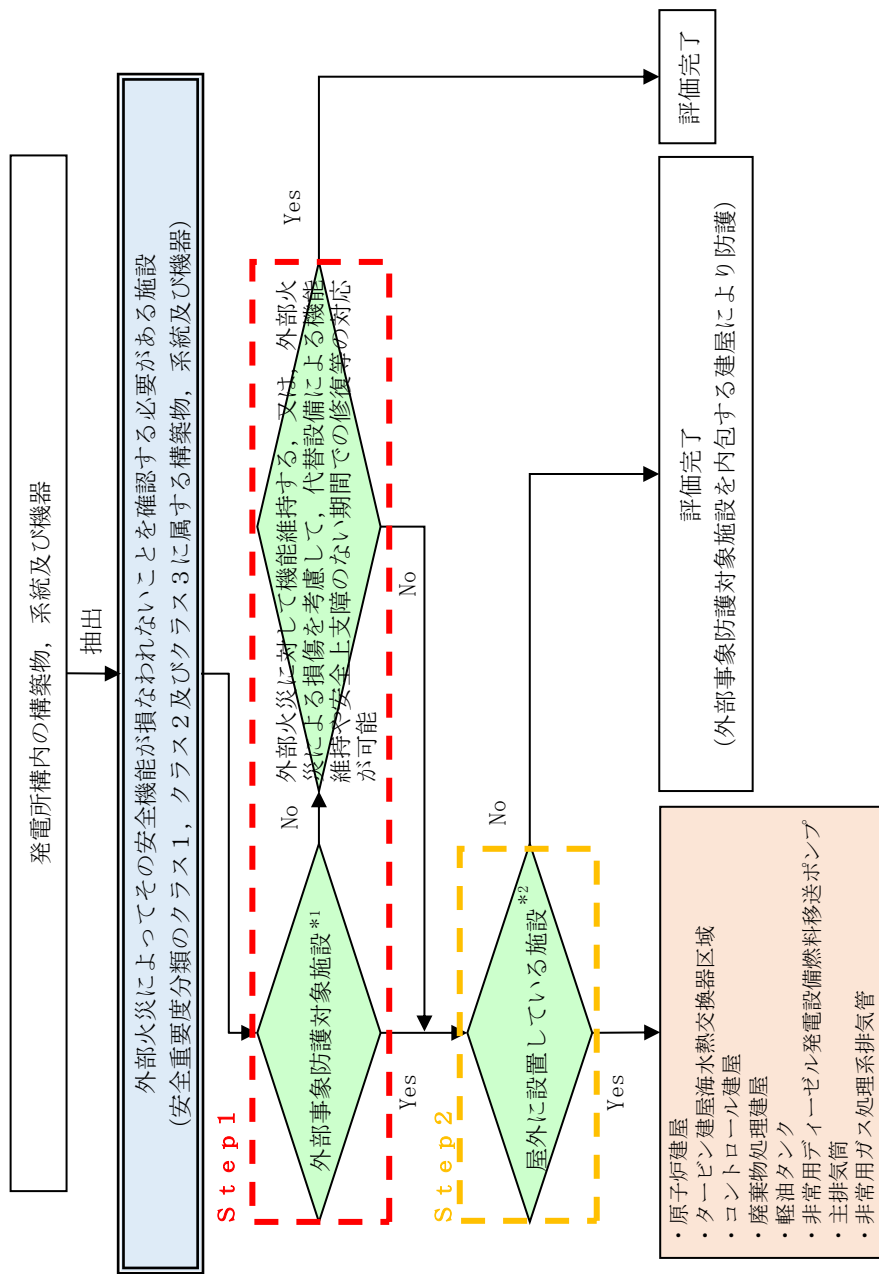 発電所構内の構築物，系統及び機器
抽出
外部火災によってその安全機能が損なわれないことを確認する必要がある施設
(安全重要度分類のクラス１，クラス２及びクラス３に属する構築物，系統及び機器)
Step1
外部事象防護対象施設*1
No
外部火災に対して機能維持する，又は，外部火
災による損傷を考慮して，代替設備による機能
維持や安全上支障のない期間での修復等の対応
が可能
Yes
Yes
No
Step2
屋外に設置している施設*2
No
Yes
・原子炉建屋
・タービン建屋海水熱交換器区域
・コントロール建屋
・廃棄物処理建屋
・軽油タンク
・非常用ディーゼル発電設備燃料移送ポンプ
・主排気筒
・非常用ガス処理系排気管
評価完了
(外部事象防護対象施設を内包する建屋により防護)
評価完了